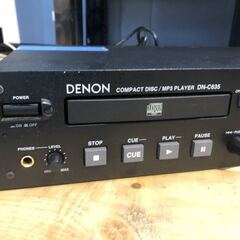 POWER
DENON COMPACT DISC / MP3 PLAYER DN-C635
ON OFF
STOP CUE PLAY PAUSE
PHONES LEVEL
CUE
MIN MAX